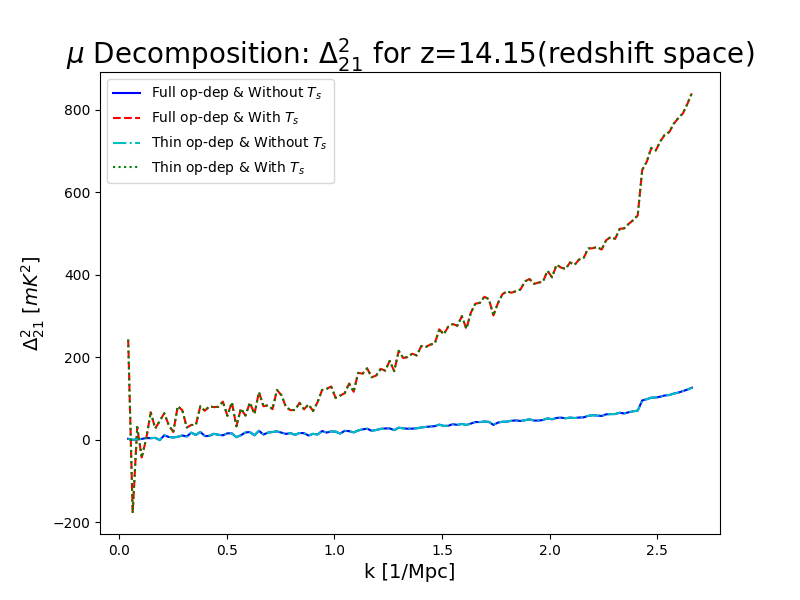 μ Decomposition: Δ²₂₁ for z=14.15(redshift space)
Full op-dep & Without Tₛ
Full op-dep & With Tₛ
Thin op-dep & Without Tₛ
Thin op-dep & With Tₛ
Δ²₂₁ [mK²]
800
600
400
200
0
−200
0.0 0.5 1.0 1.5 2.0 2.5
k [1/Mpc]